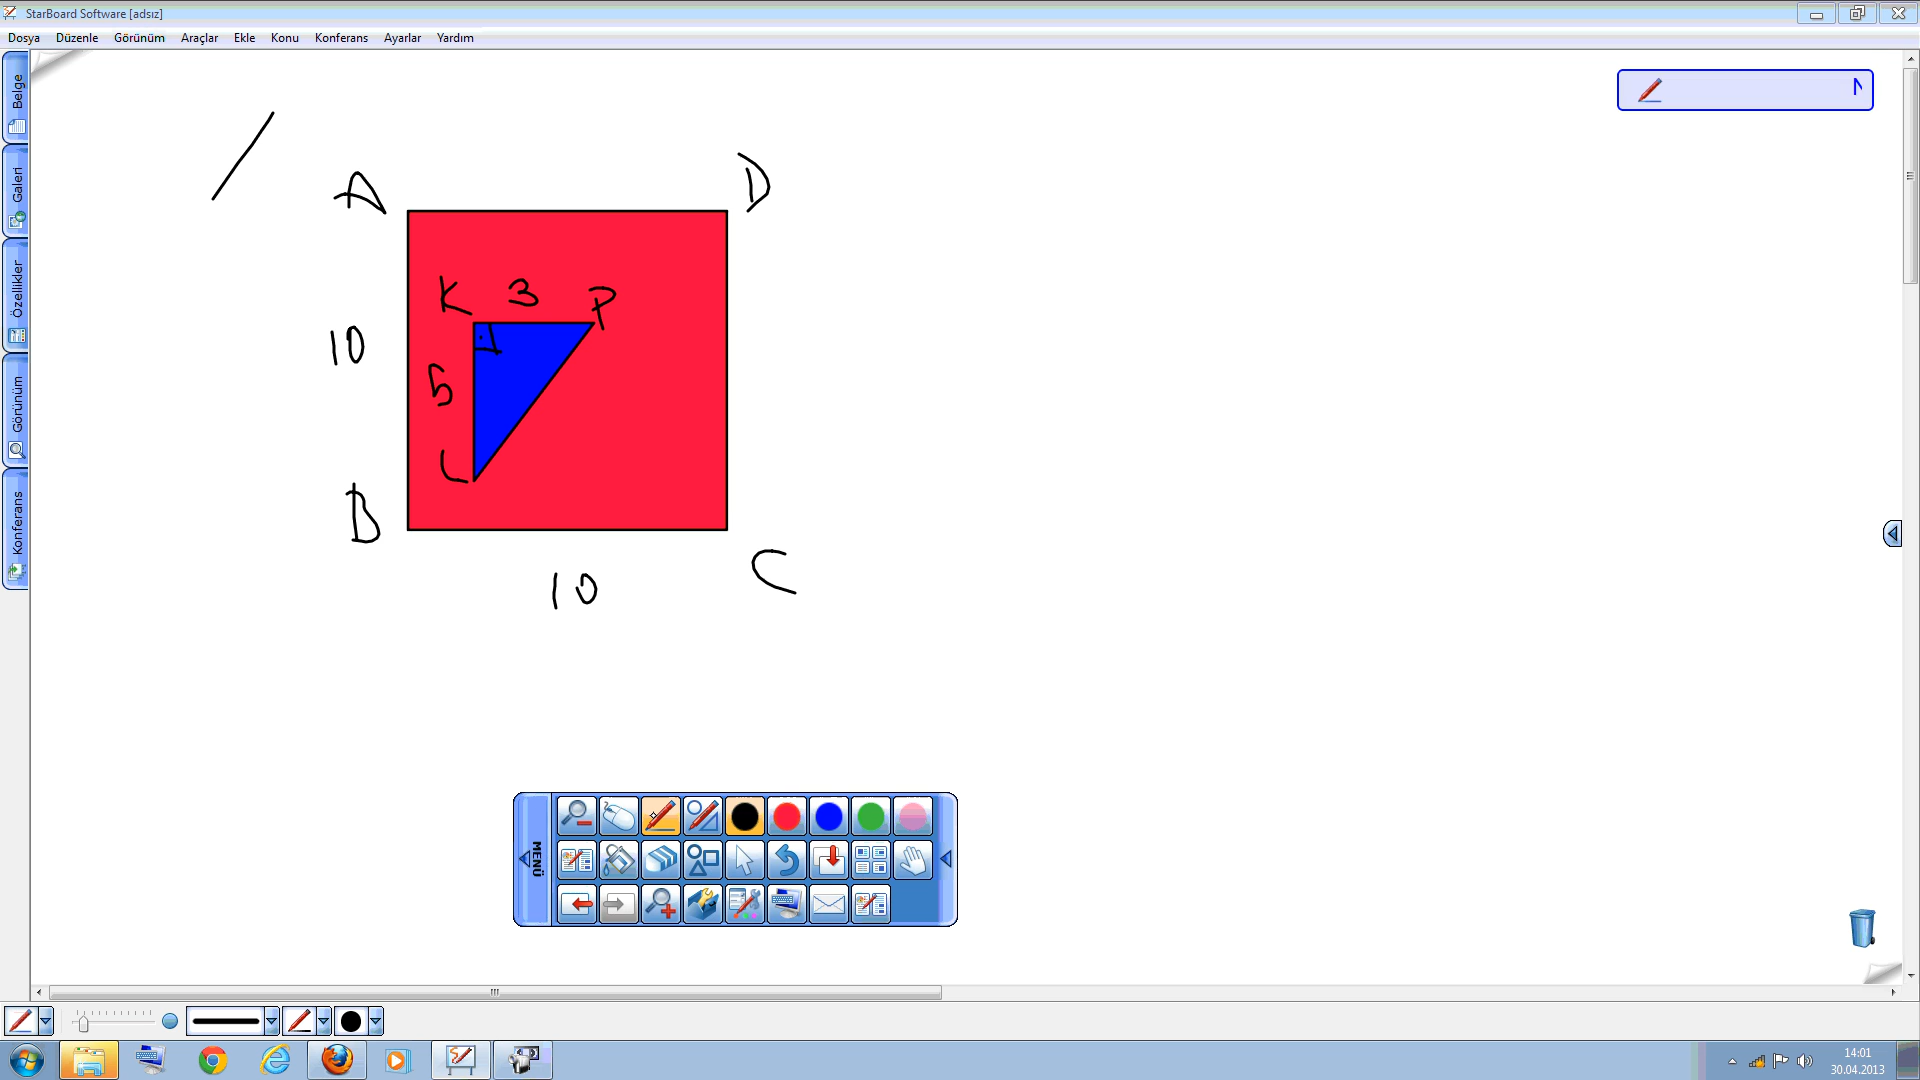 StarBoard Software [adsız]
Dosya Düzenle Görünüm Araçlar Ekle Konu Konferans Ayarlar Yardım
Belge
Galeri
Özellikler
Görünüm
Konferans
A D
K 3 P
10
5
L
B
C
10
MENÜ
14:01
30.04.2013